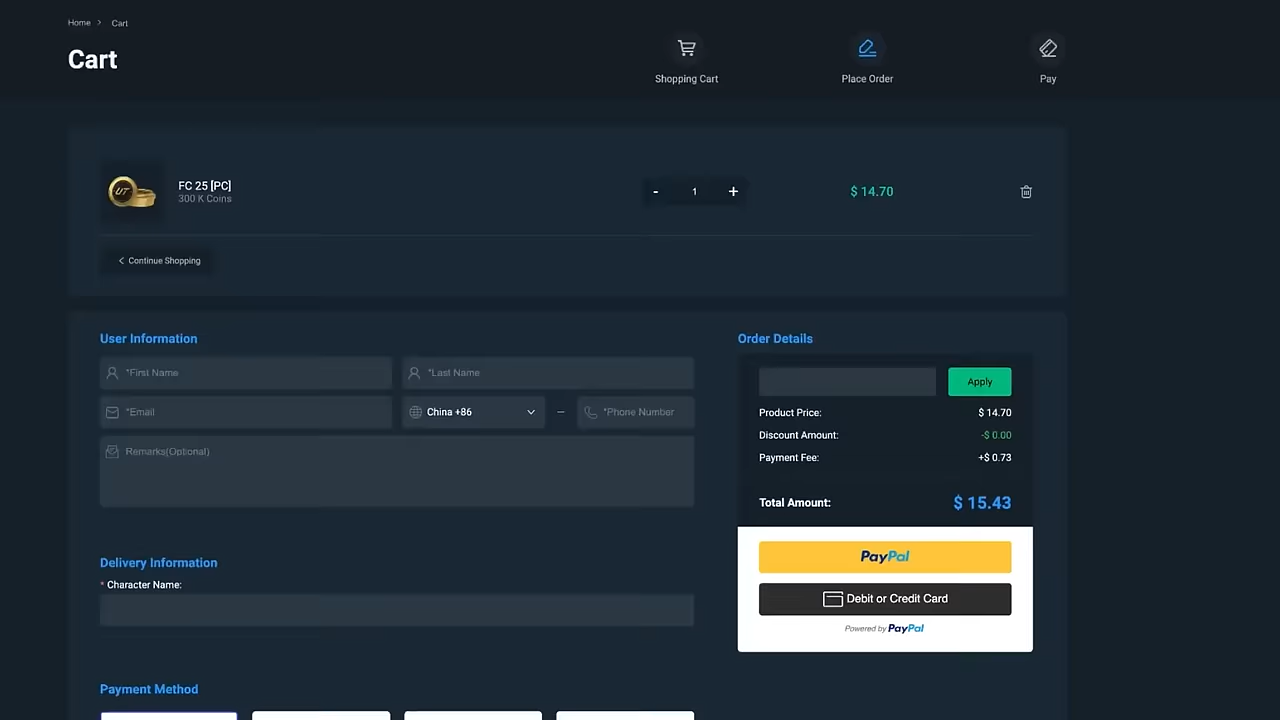 Home > Cart
Cart
Shopping Cart
Place Order
Pay
UT
FC 25 [PC]
300 K Coins
- 1 +
$ 14.70
< Continue Shopping
User Information
*First Name
*Last Name
*Email
China +86
–
*Phone Number
Remarks(Optional)
Delivery Information
* Character Name:
Payment Method
Order Details
Apply
Product Price: $ 14.70
Discount Amount: -$ 0.00
Payment Fee: +$ 0.73
Total Amount: $ 15.43
PayPal
Debit or Credit Card
Powered by PayPal